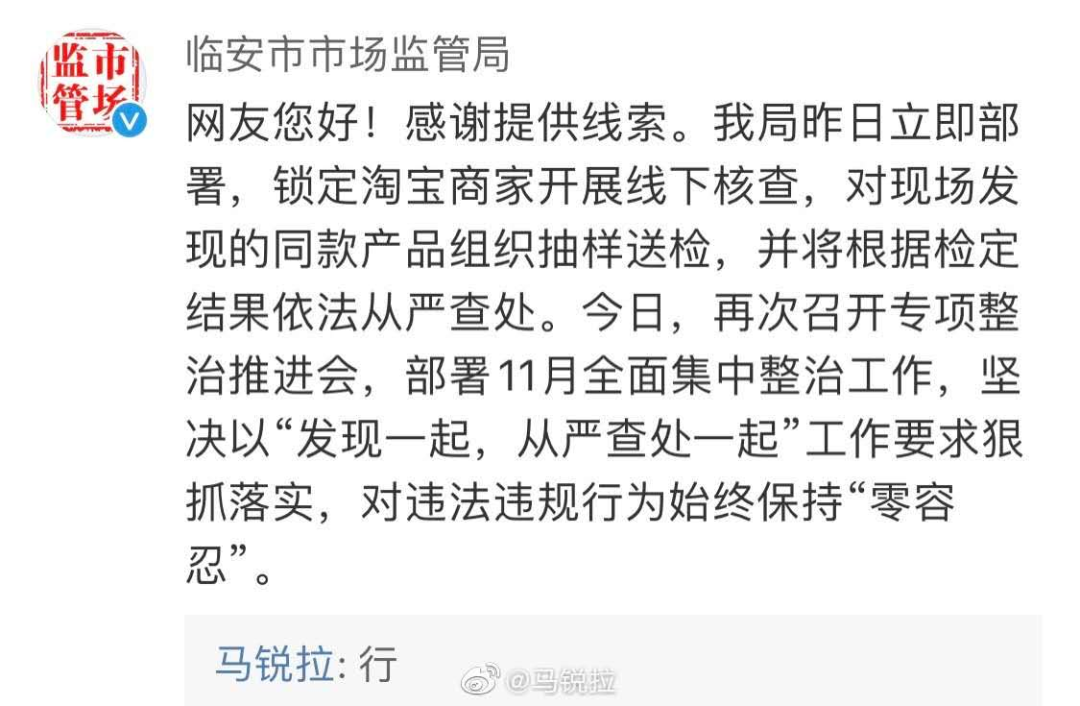 监市
管场
临安市市场监管局
网友您好！感谢提供线索。我局昨日立即部
署，锁定淘宝商家开展线下核查，对现场发
现的同款产品组织抽样送检，并将根据检定
结果依法从严查处。今日，再次召开专项整
治推进会，部署11月全面集中整治工作，坚
决以“发现一起，从严查处一起”工作要求狠
抓落实，对违法违规行为始终保持“零容
忍”。
马锐拉: 行
@马锐拉